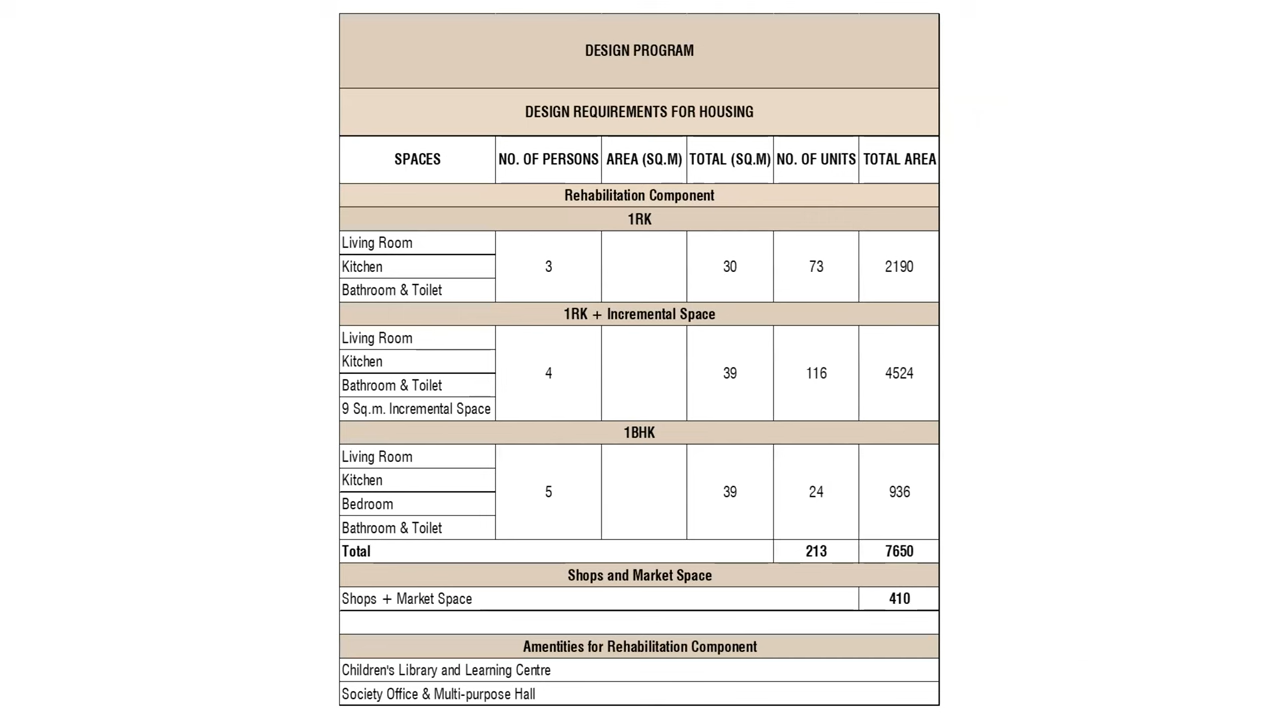 DESIGN PROGRAM
DESIGN REQUIREMENTS FOR HOUSING
SPACES NO. OF PERSONS AREA (SQ.M) TOTAL (SQ.M) NO. OF UNITS TOTAL AREA
Rehabilitation Component
1RK
Living Room
Kitchen 3 30 73 2190
Bathroom & Toilet
1RK + Incremental Space
Living Room
Kitchen
4 39 116 4524
Bathroom & Toilet
9 Sq.m. Incremental Space
1BHK
Living Room
Kitchen
5 39 24 936
Bedroom
Bathroom & Toilet
Total 213 7650
Shops and Market Space
Shops + Market Space 410
Amentities for Rehabilitation Component
Children's Library and Learning Centre
Society Office & Multi-purpose Hall